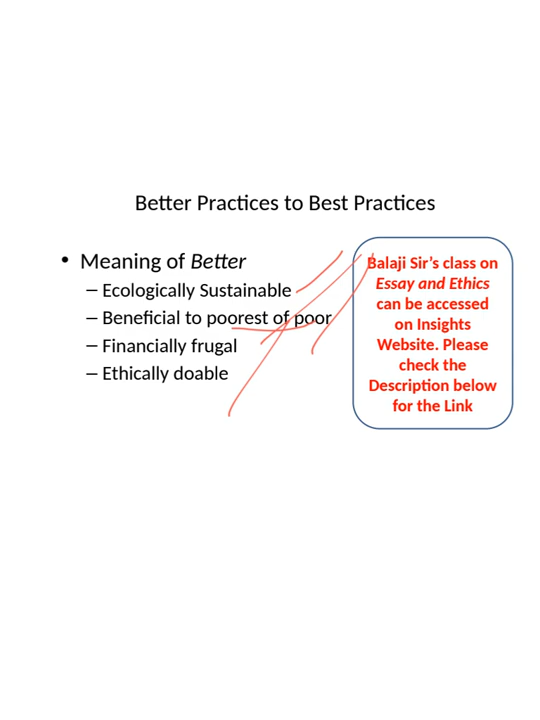 Better Practices to Best Practices
• Meaning of Better
– Ecologically Sustainable
– Beneficial to poorest of poor
– Financially frugal
– Ethically doable
Balaji Sir’s class on
Essay and Ethics
can be accessed
on Insights
Website. Please
check the
Description below
for the Link